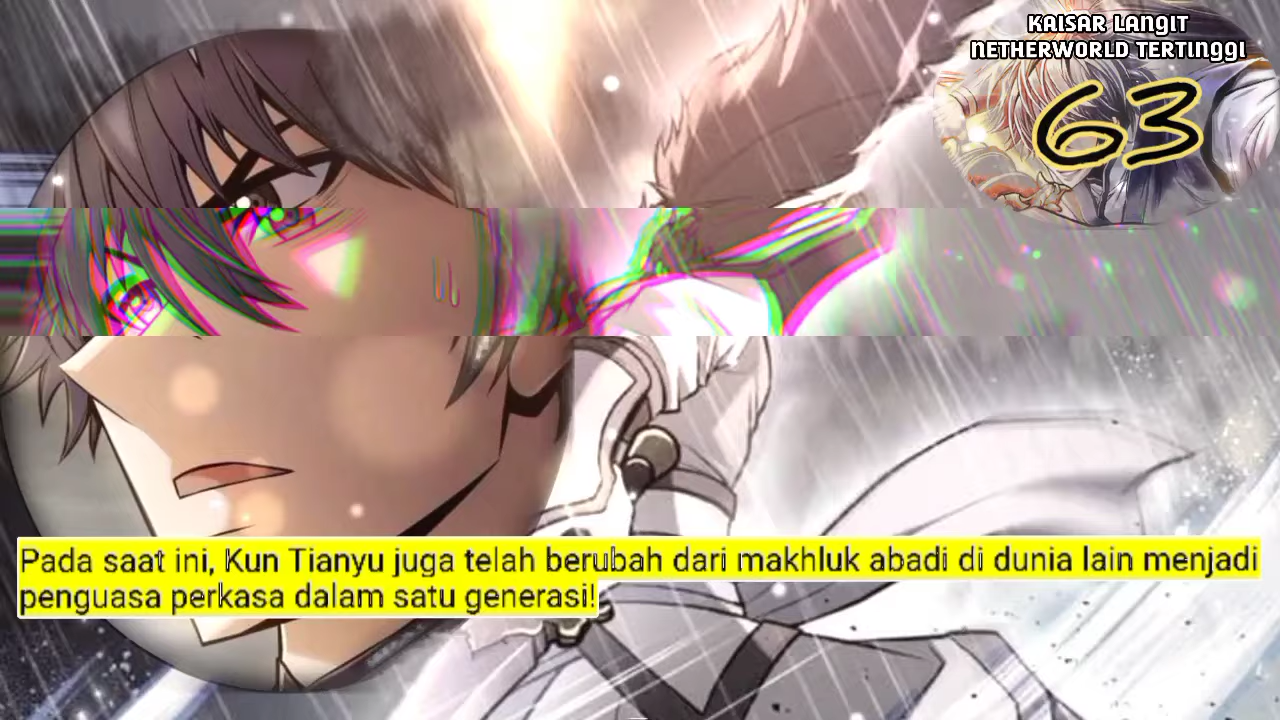 KAISAR LANGIT
NETHERWORLD TERTINGGI
63
Pada saat ini, Kun Tianyu juga telah berubah dari makhluk abadi di dunia lain menjadi
penguasa perkasa dalam satu generasi!